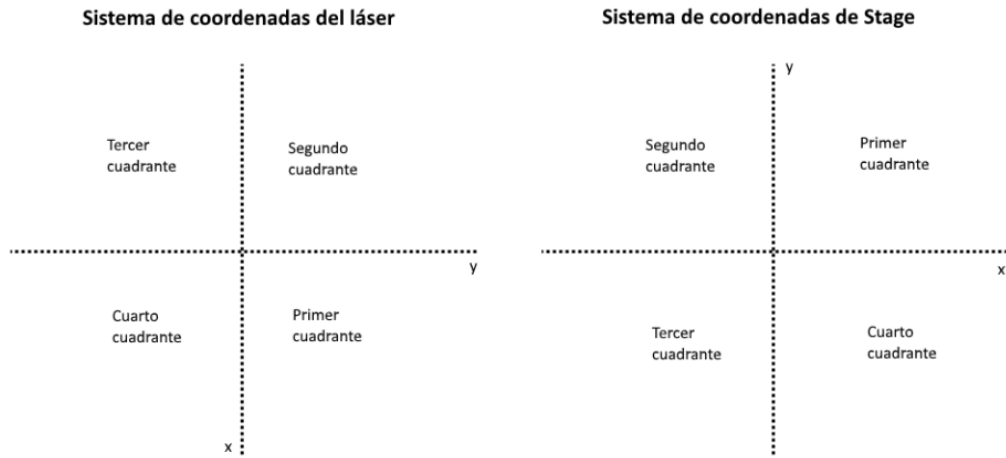 Sistema de coordenadas del láser
Tercer
cuadrante
Segundo
cuadrante
y
Cuarto
cuadrante
Primer
cuadrante
x
Sistema de coordenadas de Stage
y
Segundo
cuadrante
Primer
cuadrante
x
Tercer
cuadrante
Cuarto
cuadrante